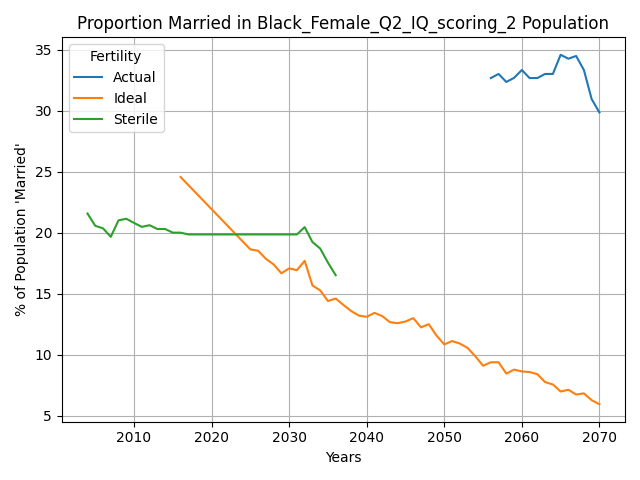 Proportion Married in Black_Female_Q2_IQ_scoring_2 Population
Fertility
Actual
Ideal
Sterile
% of Population 'Married'
35
30
25
20
15
10
5
2010 2020 2030 2040 2050 2060 2070
Years